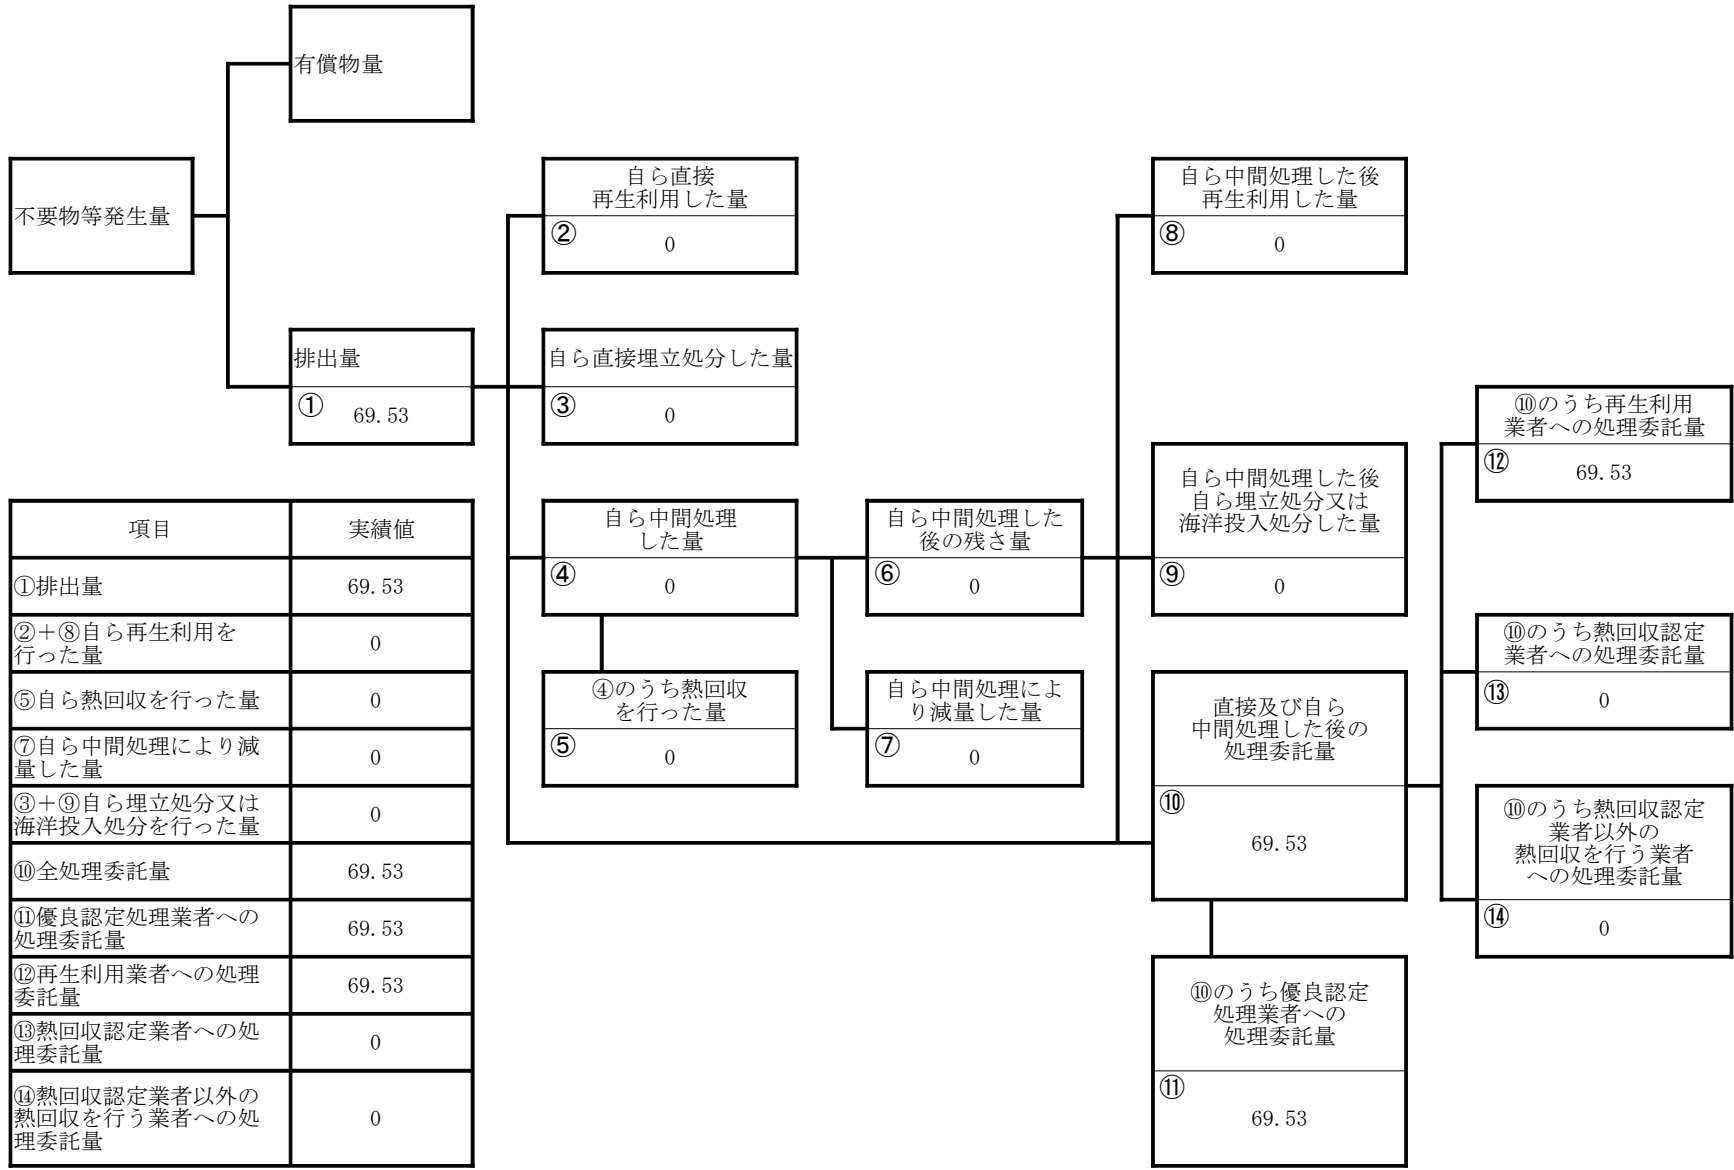 有償物量
不要物等発生量
自ら直接
再生利用した量
②
0
自ら中間処理した後
再生利用した量
⑧
0
排出量
①
69.53
自ら直接埋立処分した量
③
0
⑩のうち再生利用
業者への処理委託量
⑫
69.53
自ら中間処理
した量
④
0
自ら中間処理した
後の残さ量
⑥
0
自ら中間処理した後
自ら埋立処分又は
海洋投入処分した量
⑨
0
⑩のうち熱回収認定
業者への処理委託量
⑬
0
④のうち熱回収
を行った量
⑤
0
自ら中間処理によ
り減量した量
⑦
0
直接及び自ら
中間処理した後の
処理委託量
⑩
69.53
⑩のうち熱回収認定
業者以外の
熱回収を行う業者
への処理委託量
⑭
0
⑩のうち優良認定
処理業者への
処理委託量
⑪
69.53
項目 実績値
①排出量 69.53
②+⑧自ら再生利用を
行った量
0
⑤自ら熱回収を行った量 0
⑦自ら中間処理により減
量した量
0
③+⑨自ら埋立処分又は
海洋投入処分を行った量
0
⑩全処理委託量 69.53
⑪優良認定処理業者への
処理委託量
69.53
⑫再生利用業者への処理
委託量
69.53
⑬熱回収認定業者への処
理委託量
0
⑭熱回収認定業者以外の
熱回収を行う業者への処
理委託量
0